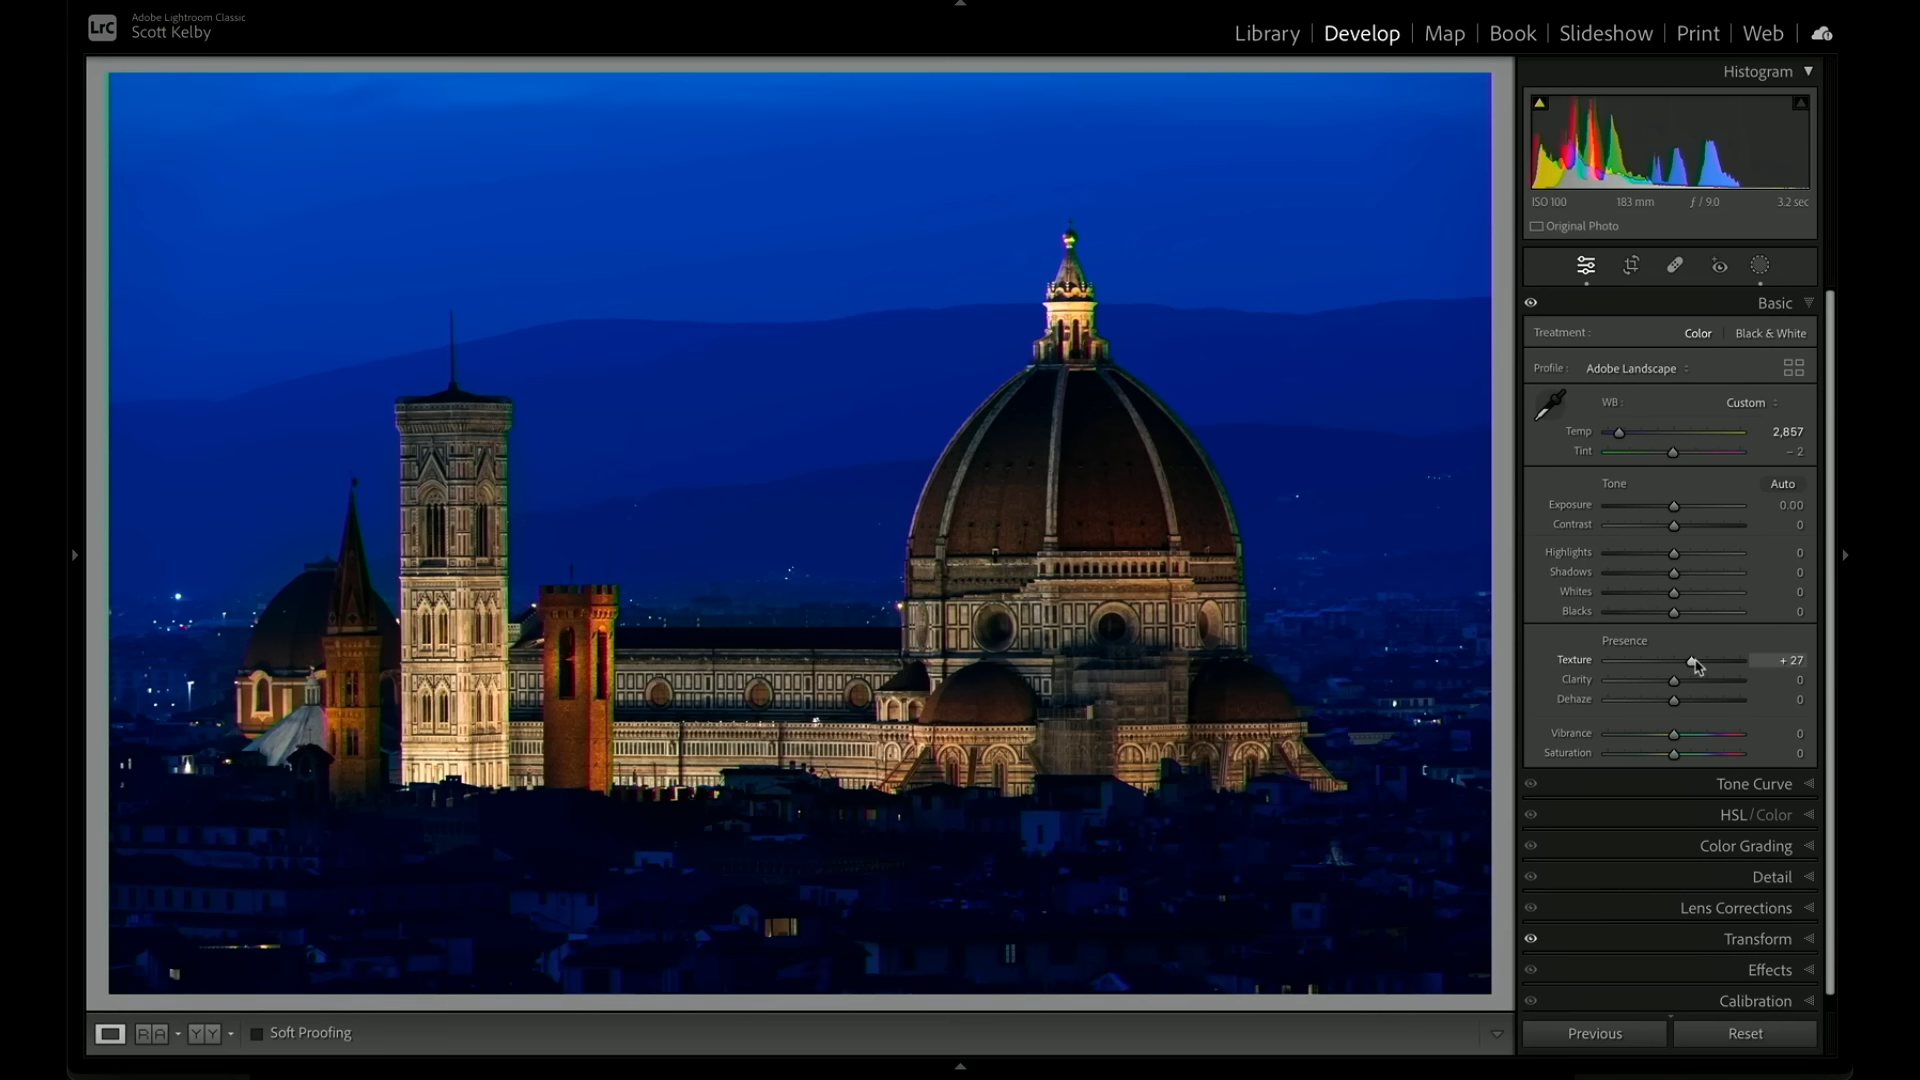 LrC
Adobe Lightroom Classic
Scott Kelby
Library | Develop | Map | Book | Slideshow | Print | Web
Histogram
ISO 100 183 mm ƒ / 9.0 3.2 sec
Original Photo
Basic
Treatment : Color | Black & White
Profile : Adobe Landscape
WB : Custom
Temp 2,857
Tint – 2
Tone Auto
Exposure 0.00
Contrast 0
Highlights 0
Shadows 0
Whites 0
Blacks 0
Presence
Texture + 27
Clarity 0
Dehaze 0
Vibrance 0
Saturation 0
Tone Curve
HSL / Color
Color Grading
Detail
Lens Corrections
Transform
Effects
Calibration
R A Y Y Soft Proofing
Previous Reset